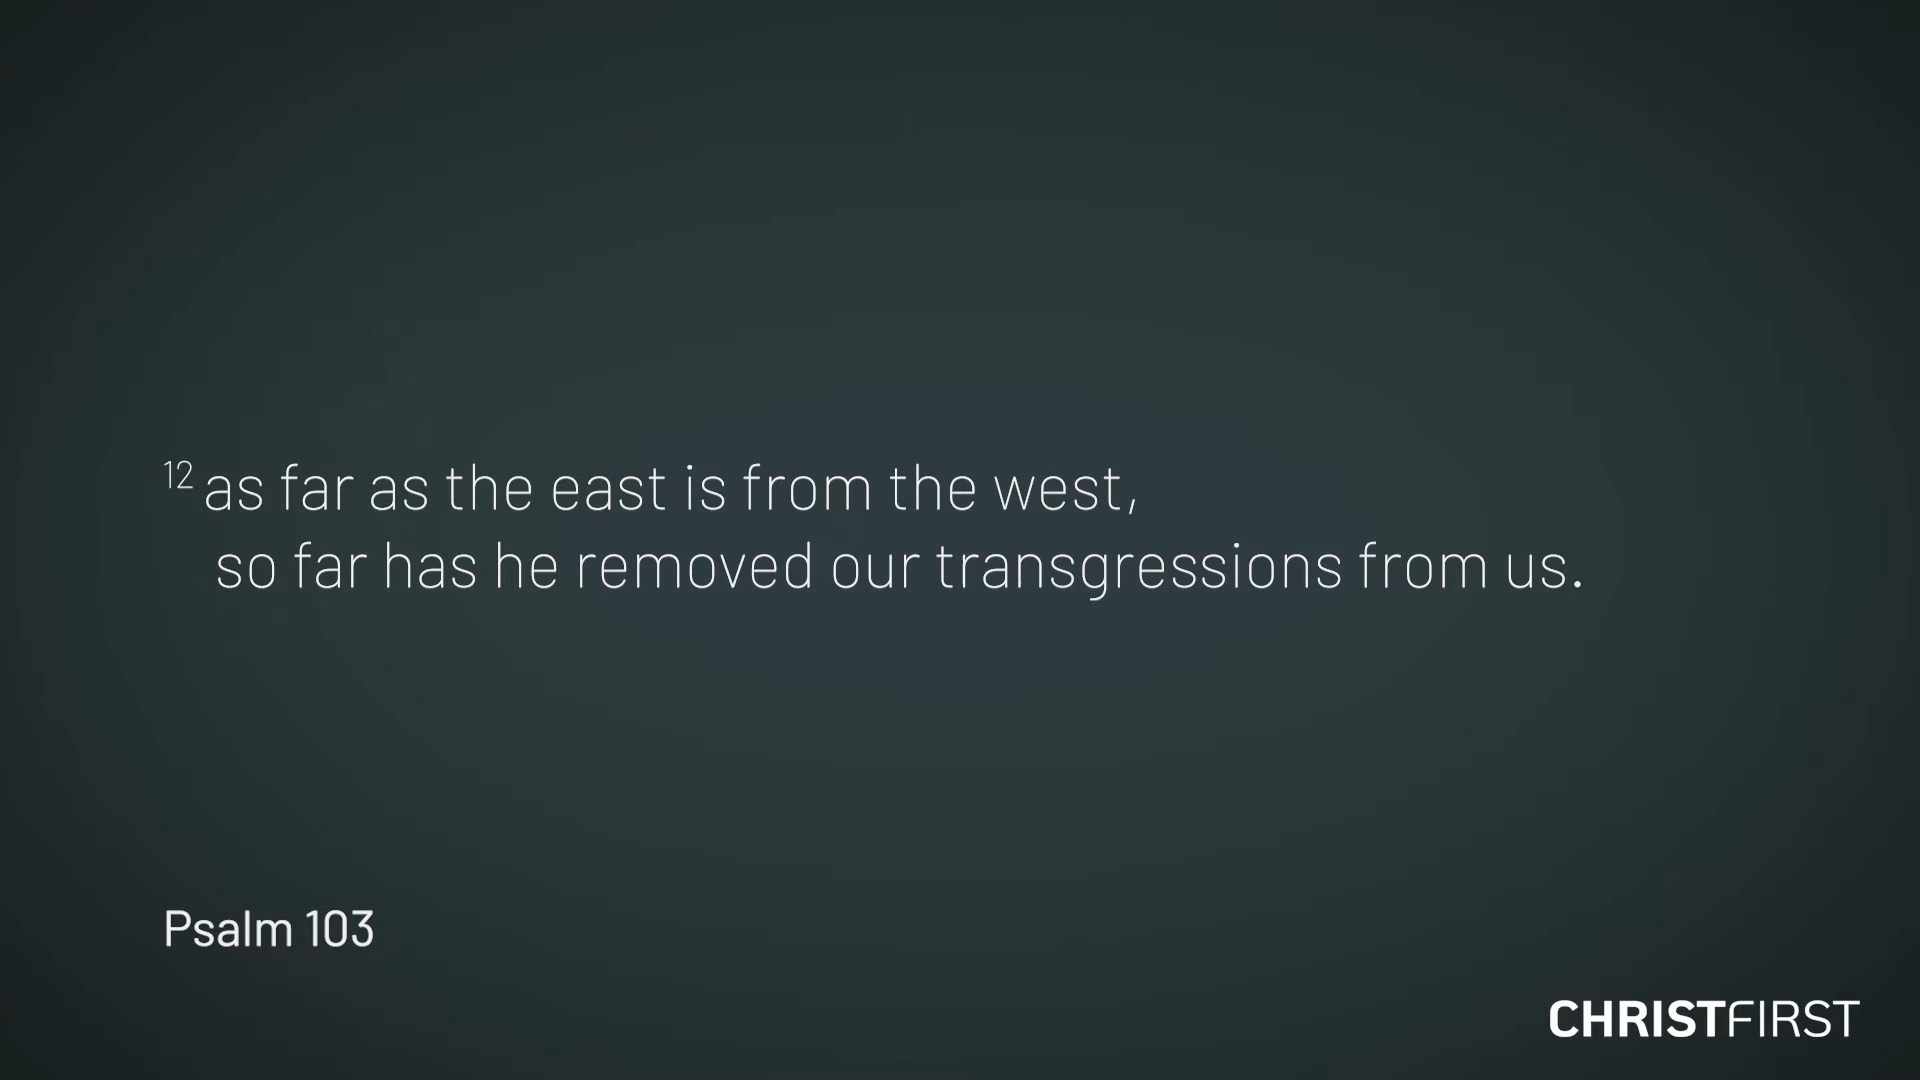 12 as far as the east is from the west,
so far has he removed our transgressions from us.
Psalm 103
CHRISTFIRST